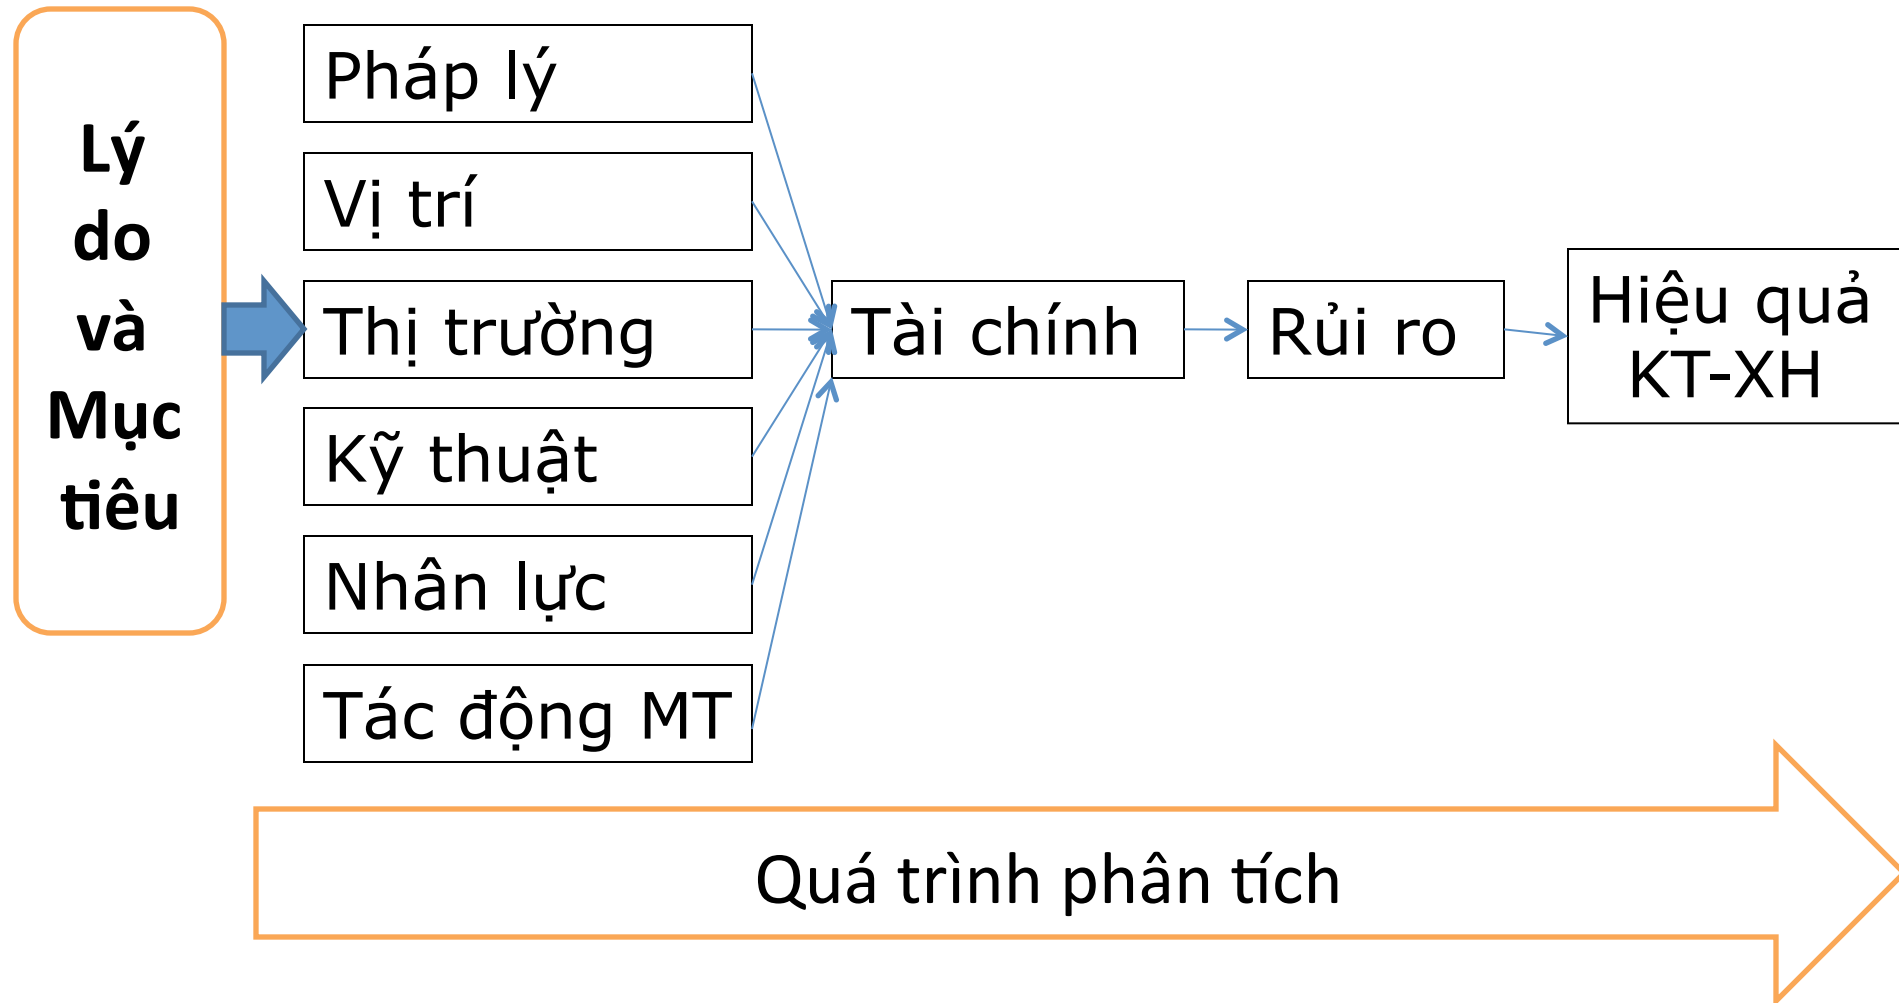 Lý
do
và
Mục
tiêu
Pháp lý
Vị trí
Thị trường
Kỹ thuật
Nhân lực
Tác động MT
Tài chính
Rủi ro
Hiệu quả
KT-XH
Quá trình phân tích